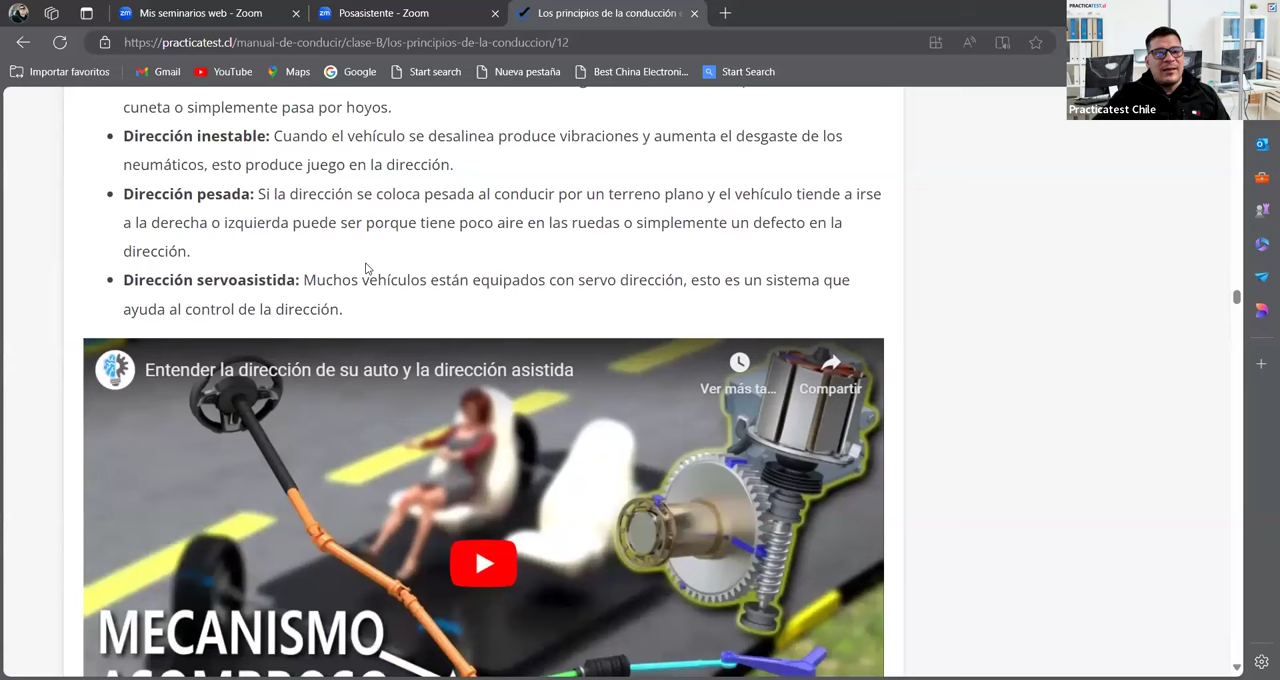 Mis seminarios web - Zoom
Posasistente - Zoom
Los principios de la conducción
https://practicatest.cl/manual-de-conducir/clase-B/los-principios-de-la-conduccion/12
Importar favoritos
Gmail
YouTube
Maps
Google
Start search
Nueva pestaña
Best China Electroni...
Start Search
PRACTICATEST.cl
Practicatest Chile
cuneta o simplemente pasa por hoyos.
• Dirección inestable: Cuando el vehículo se desalinea produce vibraciones y aumenta el desgaste de los
neumáticos, esto produce juego en la dirección.
• Dirección pesada: Si la dirección se coloca pesada al conducir por un terreno plano y el vehículo tiende a irse
a la derecha o izquierda puede ser porque tiene poco aire en las ruedas o simplemente un defecto en la
dirección.
• Dirección servoasistida: Muchos vehículos están equipados con servo dirección, esto es un sistema que
ayuda al control de la dirección.
Entender la dirección de su auto y la dirección asistida
Ver más ta...
Compartir
MECANISMO
ASOMBROSO